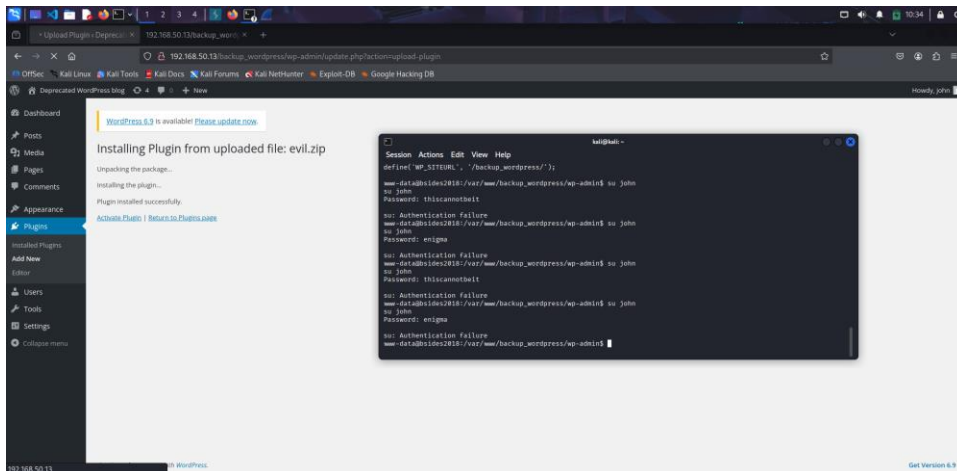 1 2 3 4
10:34
Upload Plugin ‹ Deprecat
192.168.50.13/backup_word
192.168.50.13/backup_wordpress/wp-admin/update.php?action=upload-plugin
OffSec Kali Linux Kali Tools Kali Docs Kali Forums Kali NetHunter Exploit-DB Google Hacking DB
Deprecated WordPress blog 4 0 + New
Howdy, john
Dashboard
Posts
Media
Pages
Comments
Appearance
Plugins
Installed Plugins
Add New
Editor
Users
Tools
Settings
Collapse menu
WordPress 6.9 is available! Please update now.
Installing Plugin from uploaded file: evil.zip
Unpacking the package…
Installing the plugin…
Plugin installed successfully.
Activate Plugin | Return to Plugins page
kali@kali: ~
Session Actions Edit View Help
define('WP_SITEURL', '/backup_wordpress/');
www-data@bsides2018:/var/www/backup_wordpress/wp-admin$ su john
su john
Password: thiscannotbeit
su: Authentication failure
www-data@bsides2018:/var/www/backup_wordpress/wp-admin$ su john
su john
Password: enigma
su: Authentication failure
www-data@bsides2018:/var/www/backup_wordpress/wp-admin$ su john
su john
Password: thiscannotbeit
su: Authentication failure
www-data@bsides2018:/var/www/backup_wordpress/wp-admin$ su john
su john
Password: enigma
su: Authentication failure
www-data@bsides2018:/var/www/backup_wordpress/wp-admin$
192.168.50.13
with WordPress.
Get Version 6.9